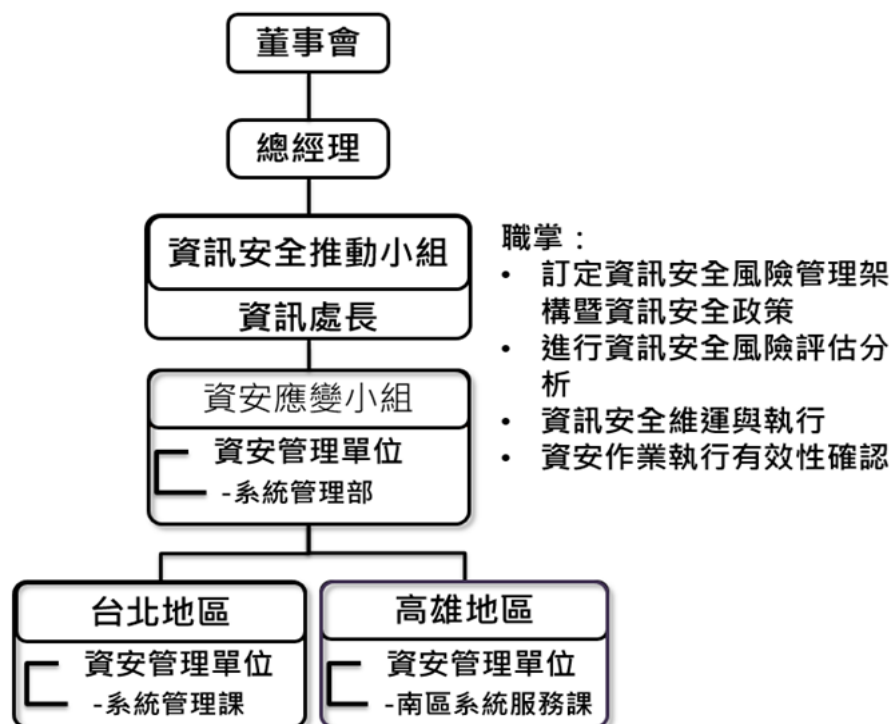 董事會
總經理
資訊安全推動小組
資訊處長
職掌：
• 訂定資訊安全風險管理架
構暨資訊安全政策
• 進行資訊安全風險評估分
析
• 資訊安全維運與執行
• 資安作業執行有效性確認
資安應變小組
資安管理單位
-系統管理部
台北地區
資安管理單位
-系統管理課
高雄地區
資安管理單位
-南區系統服務課